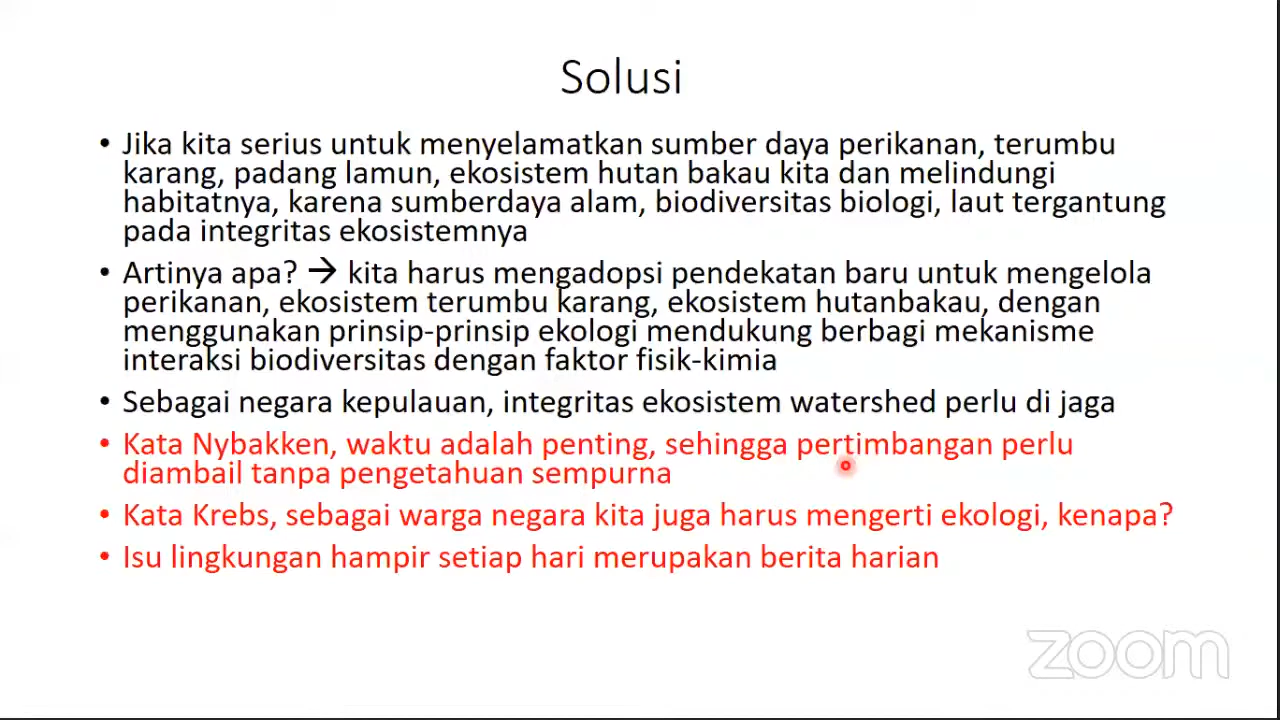 Solusi
• Jika kita serius untuk menyelamatkan sumber daya perikanan, terumbu
karang, padang lamun, ekosistem hutan bakau kita dan melindungi
habitatnya, karena sumberdaya alam, biodiversitas biologi, laut tergantung
pada integritas ekosistemnya
• Artinya apa? → kita harus mengadopsi pendekatan baru untuk mengelola
perikanan, ekosistem terumbu karang, ekosistem hutanbakau, dengan
menggunakan prinsip-prinsip ekologi mendukung berbagi mekanisme
interaksi biodiversitas dengan faktor fisik-kimia
• Sebagai negara kepulauan, integritas ekosistem watershed perlu di jaga
• Kata Nybakken, waktu adalah penting, sehingga pertimbangan perlu
diambail tanpa pengetahuan sempurna
• Kata Krebs, sebagai warga negara kita juga harus mengerti ekologi, kenapa?
• Isu lingkungan hampir setiap hari merupakan berita harian
zoom